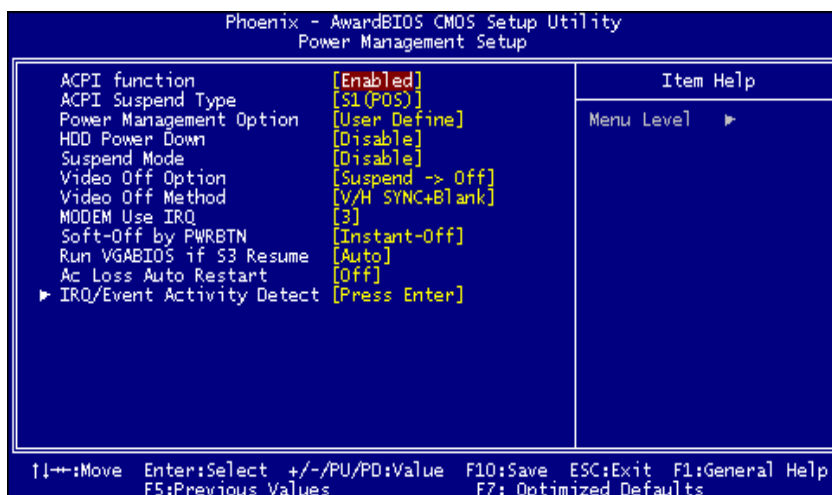 Phoenix - AwardBIOS CMOS Setup Utility
Power Management Setup
ACPI function [Enabled]
ACPI Suspend Type [S1(POS)]
Power Management Option [User Define]
HDD Power Down [Disable]
Suspend Mode [Disable]
Video Off Option [Suspend -> Off]
Video Off Method [V/H SYNC+Blank]
MODEM Use IRQ [3]
Soft-Off by PWRBTN [Instant-Off]
Run VGABIOS if S3 Resume [Auto]
Ac Loss Auto Restart [Off]
► IRQ/Event Activity Detect [Press Enter]
Item Help
Menu Level ►
↑↓→←:Move Enter:Select +/-/PU/PD:Value F10:Save ESC:Exit F1:General Help
F5:Previous Values F7: Optimized Defaults